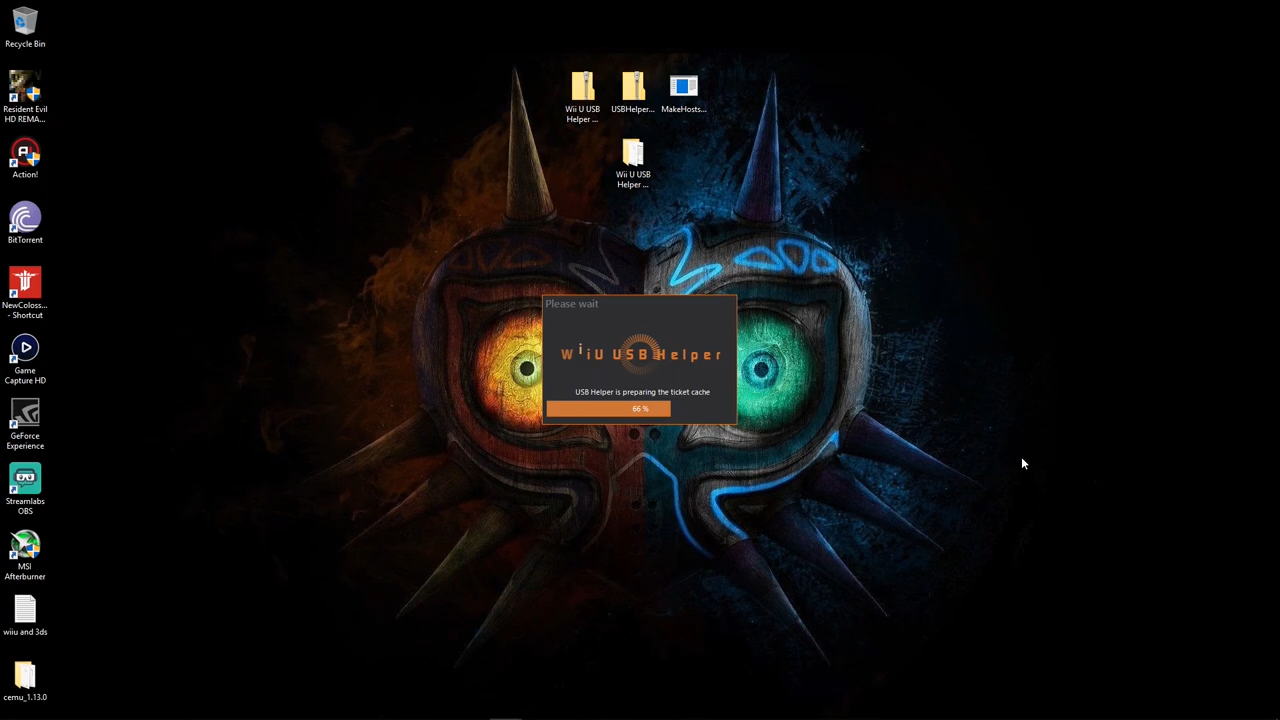 Recycle Bin
Resident Evil
HD REMA...
Action!
BitTorrent
NewColoss...
- Shortcut
Game
Capture HD
GeForce
Experience
Streamlabs
OBS
MSI
Afterburner
wiiu and 3ds
cemu_1.13.0
Wii U USB
Helper ...
USBHelper...
MakeHosts...
Wii U USB
Helper ...
Please wait
WiiU USB Helper
USB Helper is preparing the ticket cache
66 %